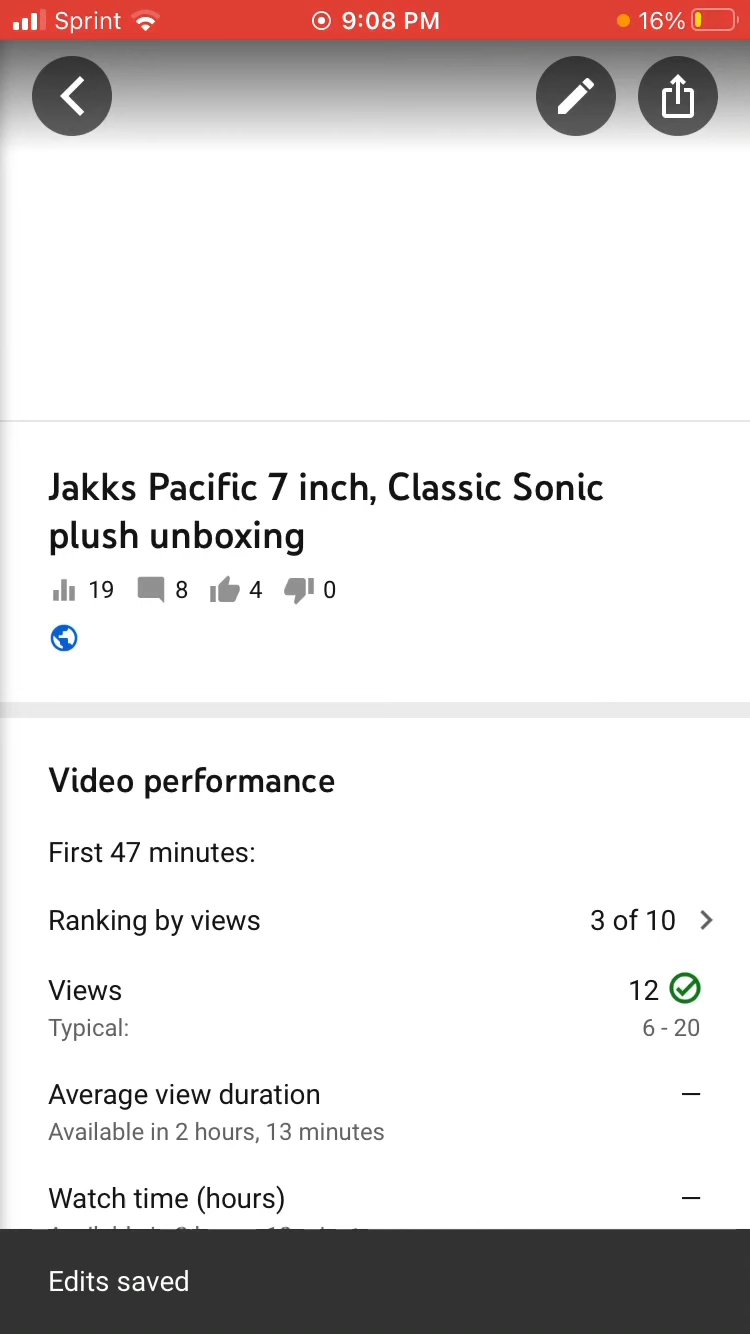 Sprint 9:08 PM 16%
Jakks Pacific 7 inch, Classic Sonic
plush unboxing
19 8 4 0
Video performance
First 47 minutes:
Ranking by views 3 of 10
Views 12
Typical: 6 - 20
Average view duration —
Available in 2 hours, 13 minutes
Watch time (hours) —
Edits saved